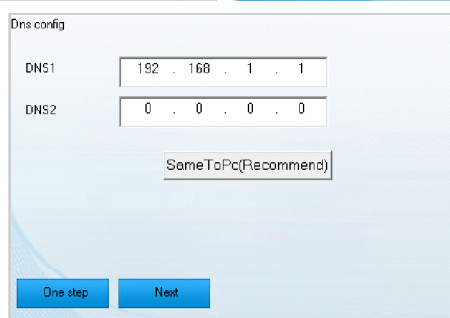 Dns config
DNS1 192 . 168 . 1 . 1
DNS2 0 . 0 . 0 . 0
SameToPc(Recommend)
One step Next